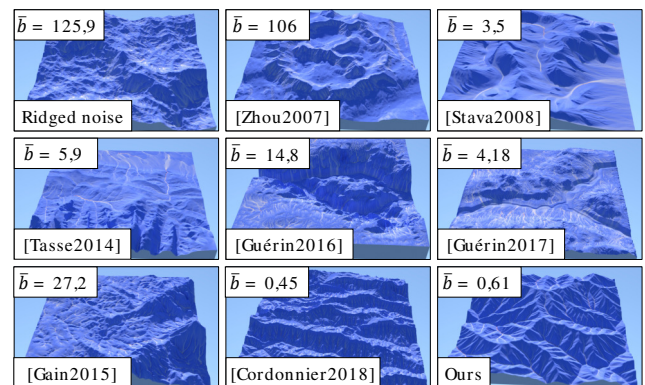 b̄ = 125,9
Ridged noise
b̄ = 106
[Zhou2007]
b̄ = 3,5
[Stava2008]
b̄ = 5,9
[Tasse2014]
b̄ = 14,8
[Guérin2016]
b̄ = 4,18
[Guérin2017]
b̄ = 27,2
[Gain2015]
b̄ = 0,45
[Cordonnier2018]
b̄ = 0,61
Ours